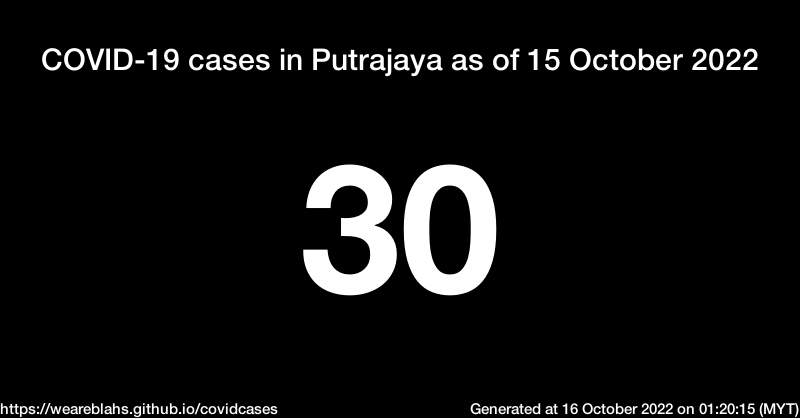 COVID-19 cases in Putrajaya as of 15 October 2022
30
https://weareblahs.github.io/covidcases
Generated at 16 October 2022 on 01:20:15 (MYT)